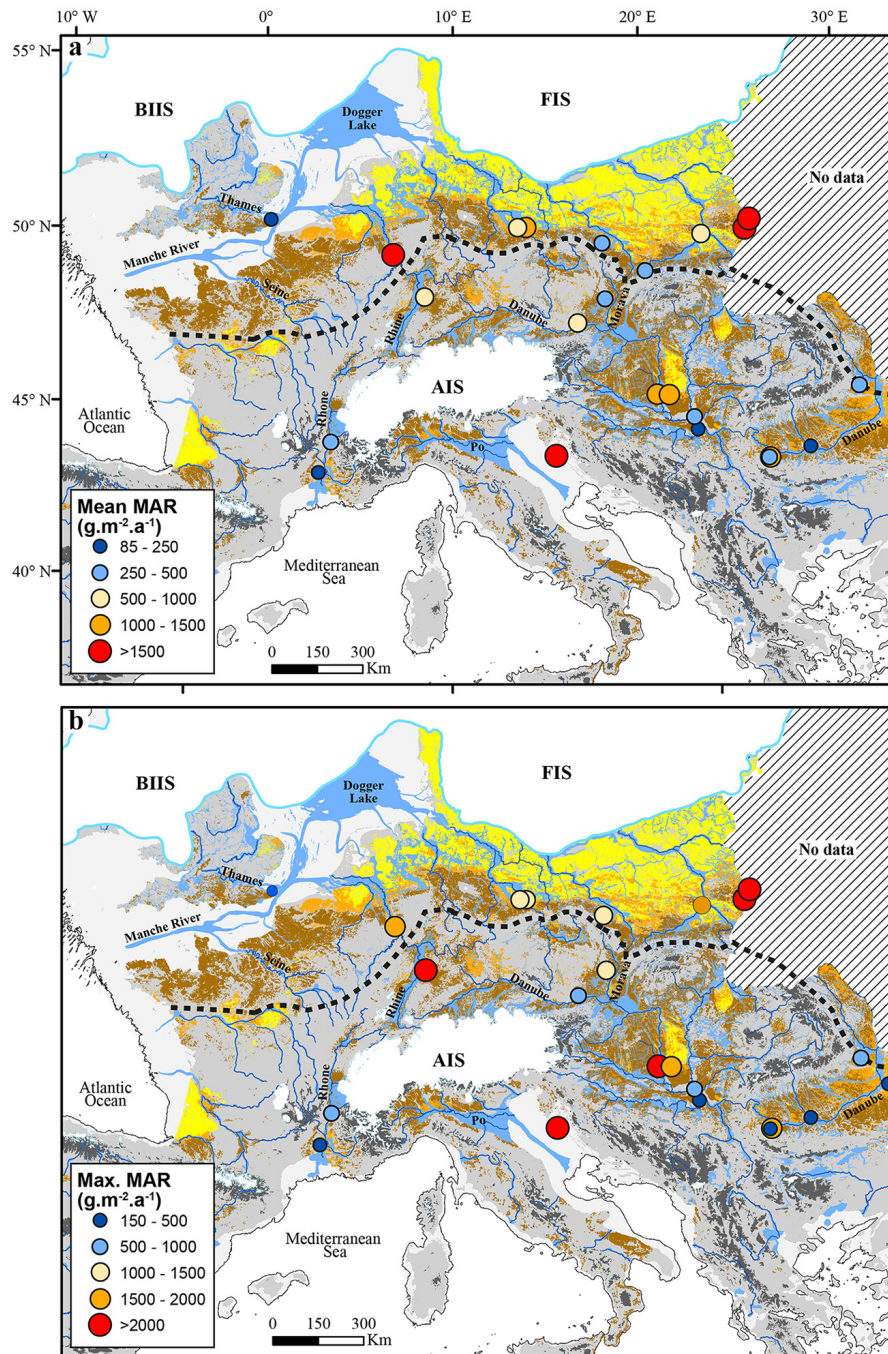 10° W 0° 10° E 20° E 30° E
55° N
a
BIIS
FIS
Dogger
Lake
No data
Thames
50° N
Manche River
Seine
Rhine
Danube
Morava
45° N
AIS
Rhone
Atlantic
Ocean
Po
Danube
Mean MAR
(g.m-2.a-1)
85 - 250
250 - 500
500 - 1000
1000 - 1500
>1500
40° N
Mediterranean
Sea
0 150 300
Km
b
BIIS
FIS
Dogger
Lake
No data
Thames
Manche River
Seine
Rhine
Danube
Morava
AIS
Rhone
Atlantic
Ocean
Po
Danube
Max. MAR
(g.m-2.a-1)
150 - 500
500 - 1000
1000 - 1500
1500 - 2000
>2000
Mediterranean
Sea
0 150 300
Km